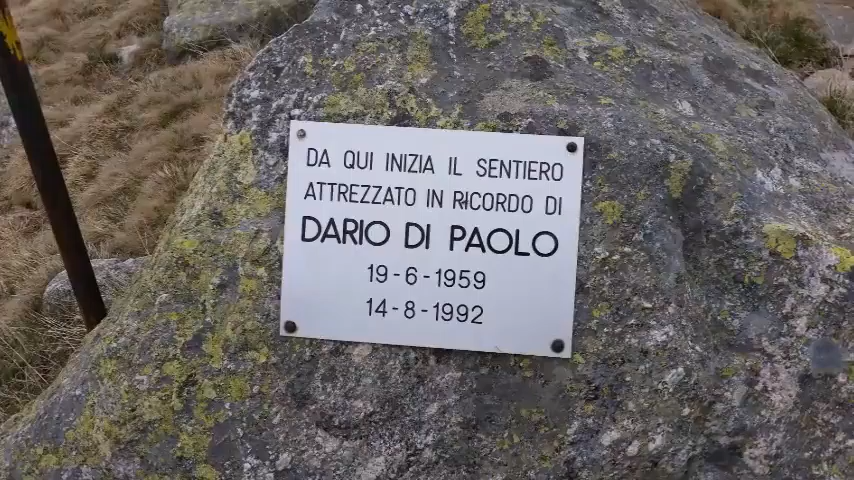 DA QUI INIZIA IL SENTIERO
ATTREZZATO IN RICORDO DI
DARIO DI PAOLO
19-6-1959
14-8-1992